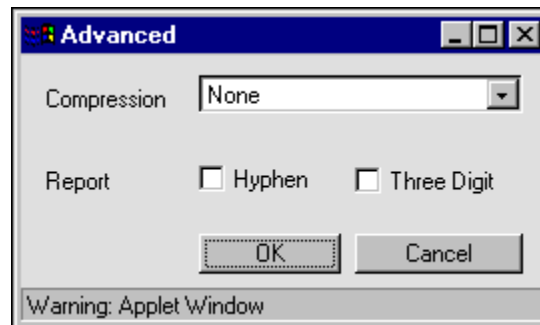 Advanced
Compression None
Report Hyphen Three Digit
OK Cancel
Warning: Applet Window